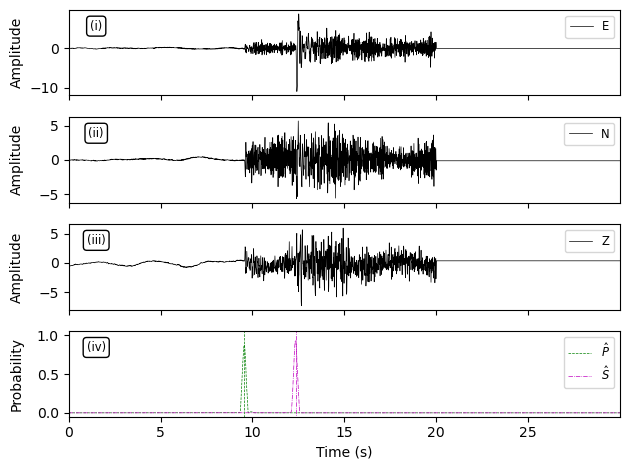 (i)
E
Amplitude
0
−10
(ii)
N
Amplitude
5
0
−5
(iii)
Z
Amplitude
5
0
−5
(iv)
P̂
Ŝ
Probability
1.0
0.5
0.0
0 5 10 15 20 25
Time (s)